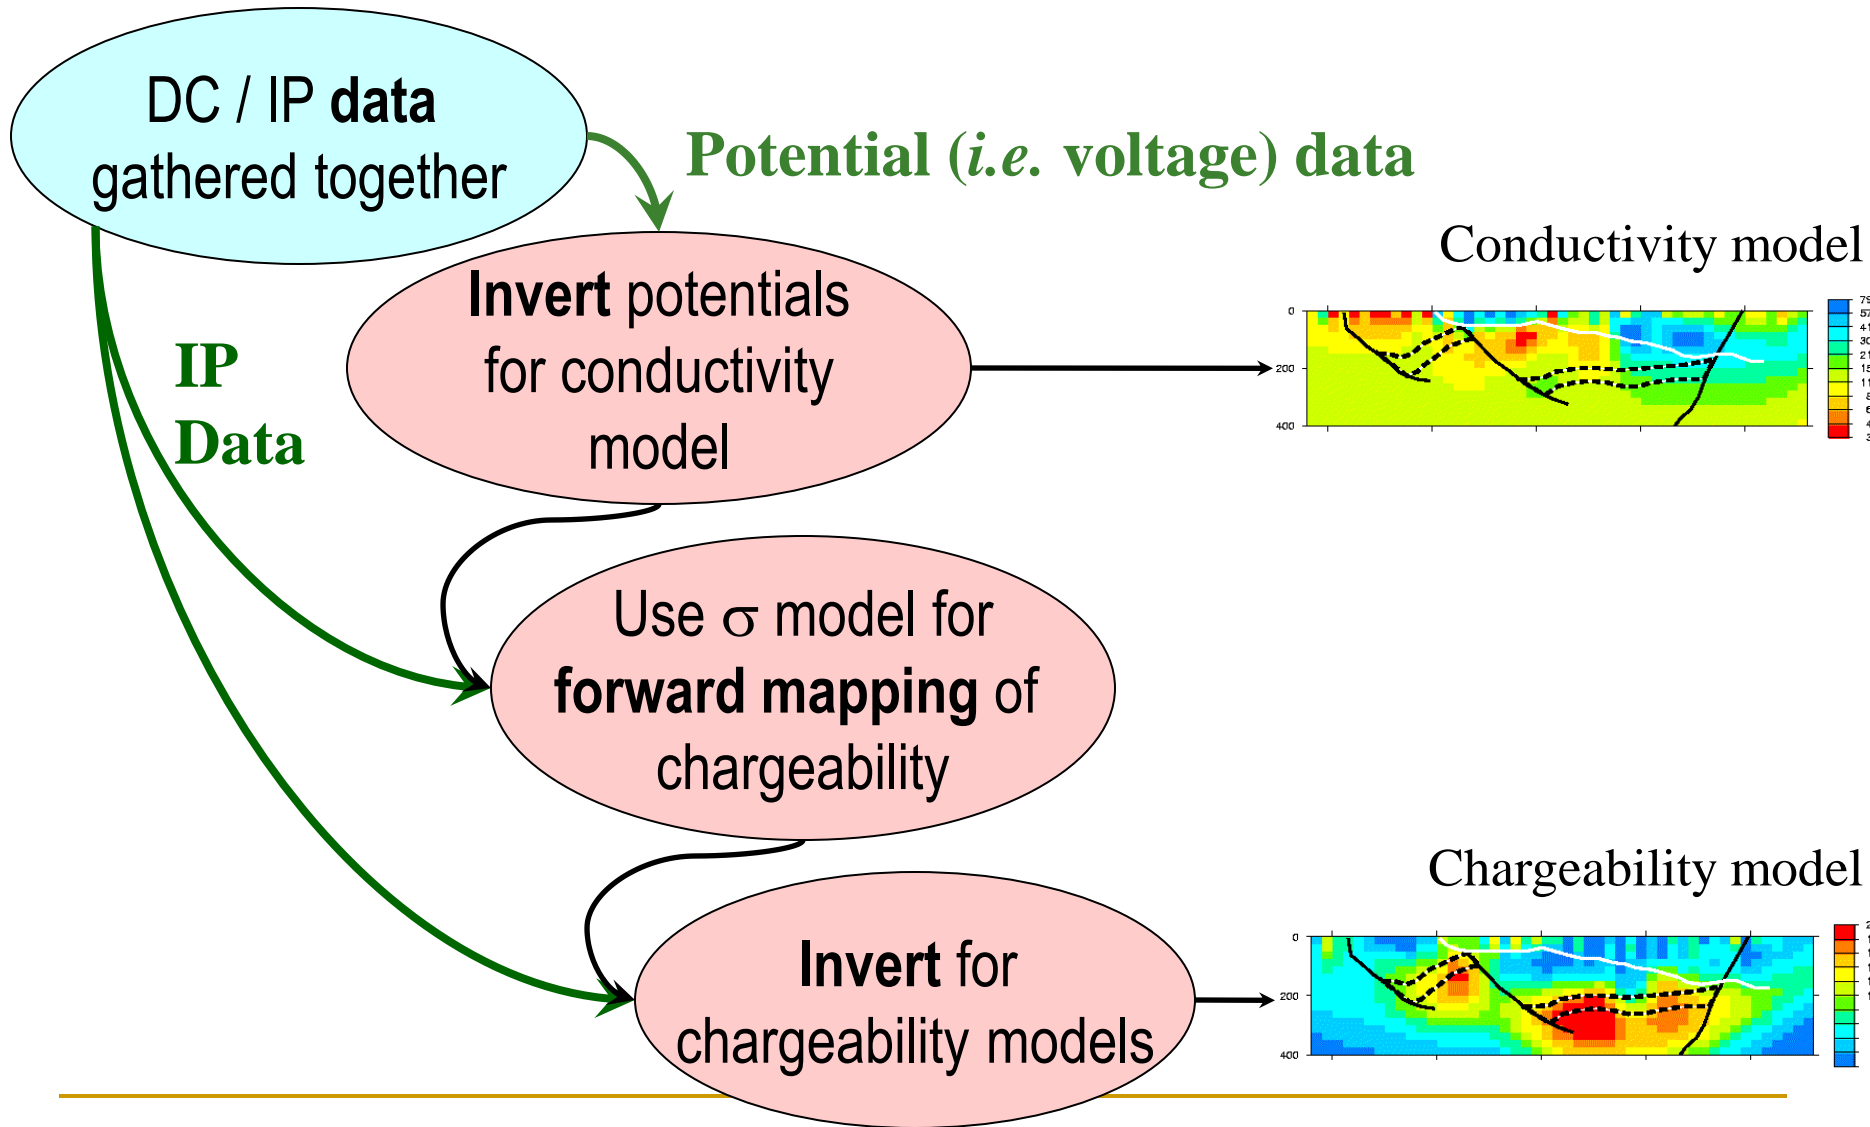 DC / IP data
gathered together
Potential (i.e. voltage) data
Conductivity model
Invert potentials
for conductivity
model
IP
Data
0
200
400
Use σ model for
forward mapping of
chargeability
Chargeability model
Invert for
chargeability models
0
200
400